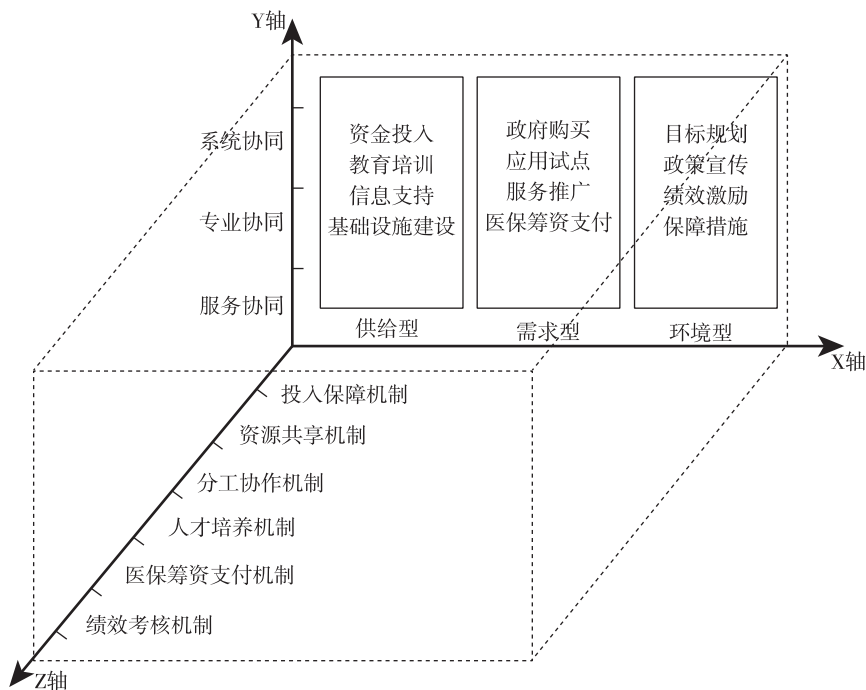 Y轴
系统协同
专业协同
服务协同
资金投入
教育培训
信息支持
基础设施建设
供给型
政府购买
应用试点
服务推广
医保筹资支付
需求型
目标规划
政策宣传
绩效激励
保障措施
环境型
X轴
投入保障机制
资源共享机制
分工协作机制
人才培养机制
医保筹资支付机制
绩效考核机制
Z轴